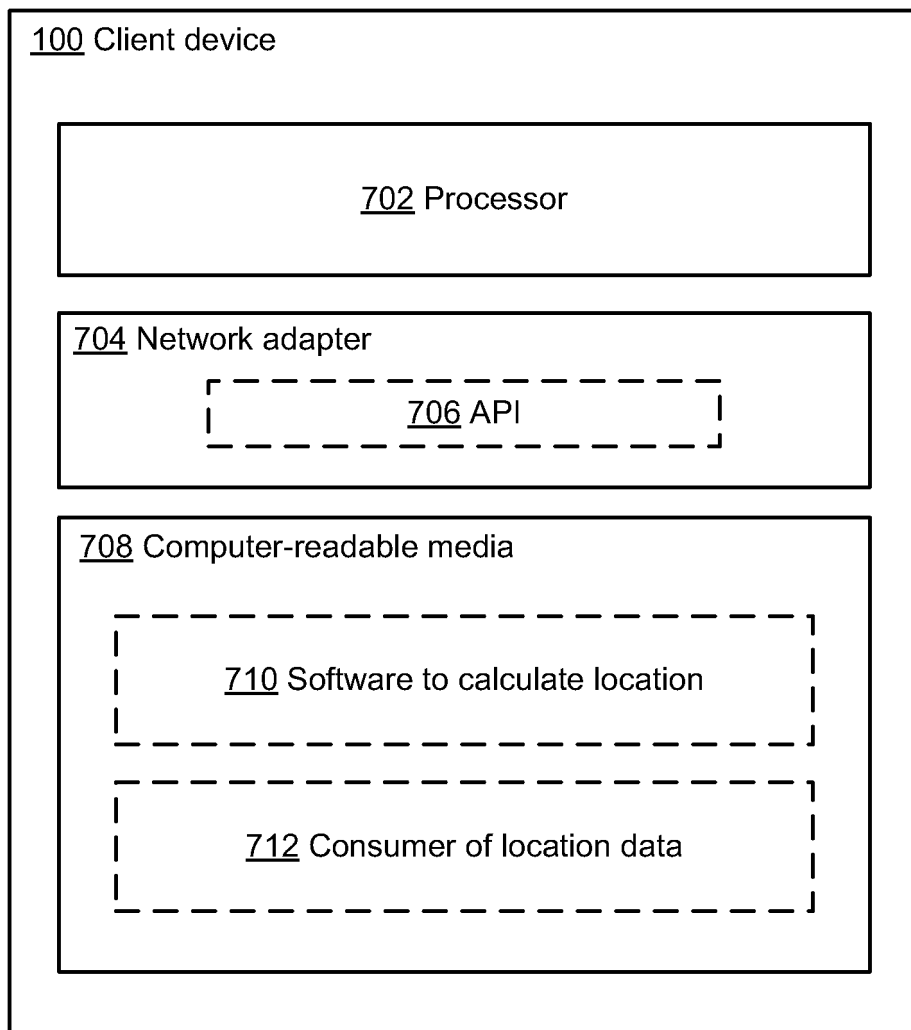 100 Client device
702 Processor
704 Network adapter
706 API
708 Computer-readable media
710 Software to calculate location
712 Consumer of location data